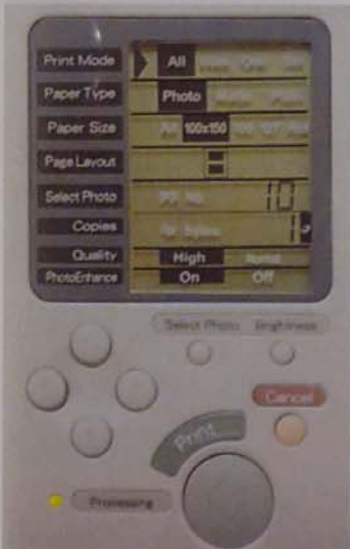 Print Mode All
Paper Type Photo
Paper Size 100x150
Page Layout
Select Photo 10
Copies 1
Quality High
PhotoEnhance On Off
Select Photo Brightness
Cancel
Print
Processing